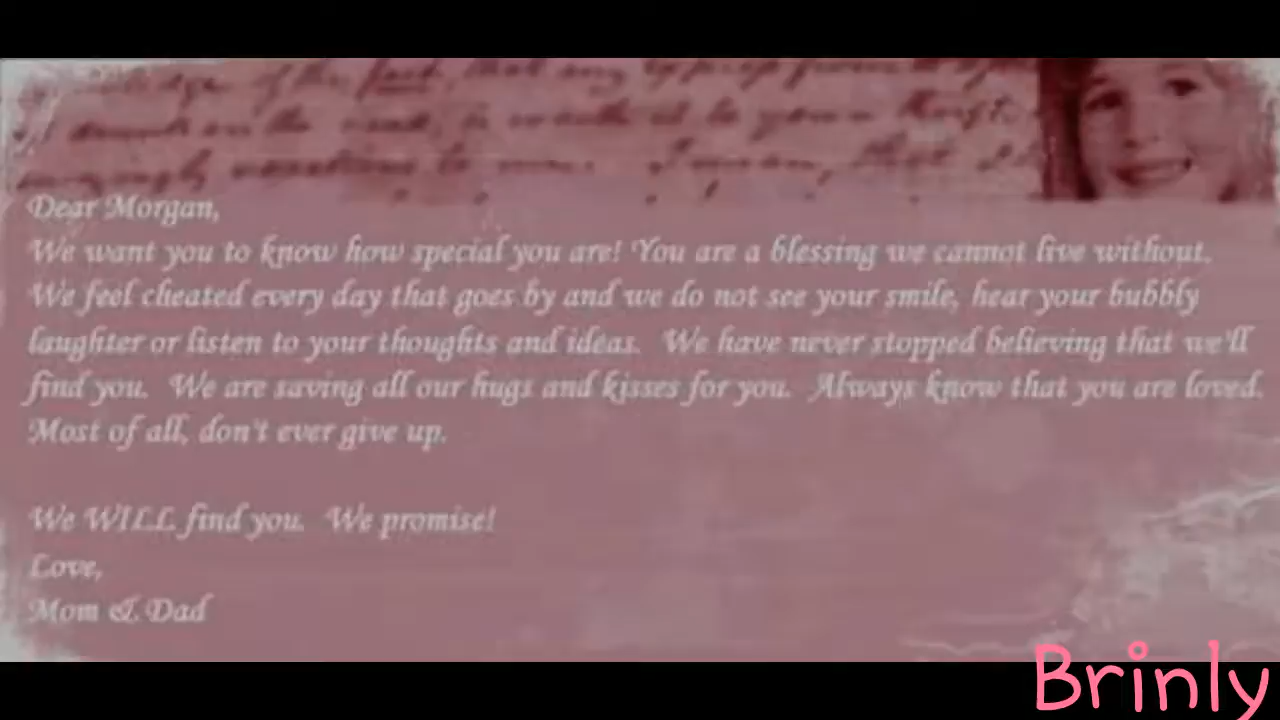 Dear Morgan,
We want you to know how special you are! You are a blessing we cannot live without.
We feel cheated every day that goes by and we do not see your smile, hear your bubbly
laughter or listen to your thoughts and ideas. We have never stopped believing that we'll
find you. We are saving all our hugs and kisses for you. Always know that you are loved.
Most of all, don't ever give up.
We WILL find you. We promise!
Love,
Mom & Dad
Brinly